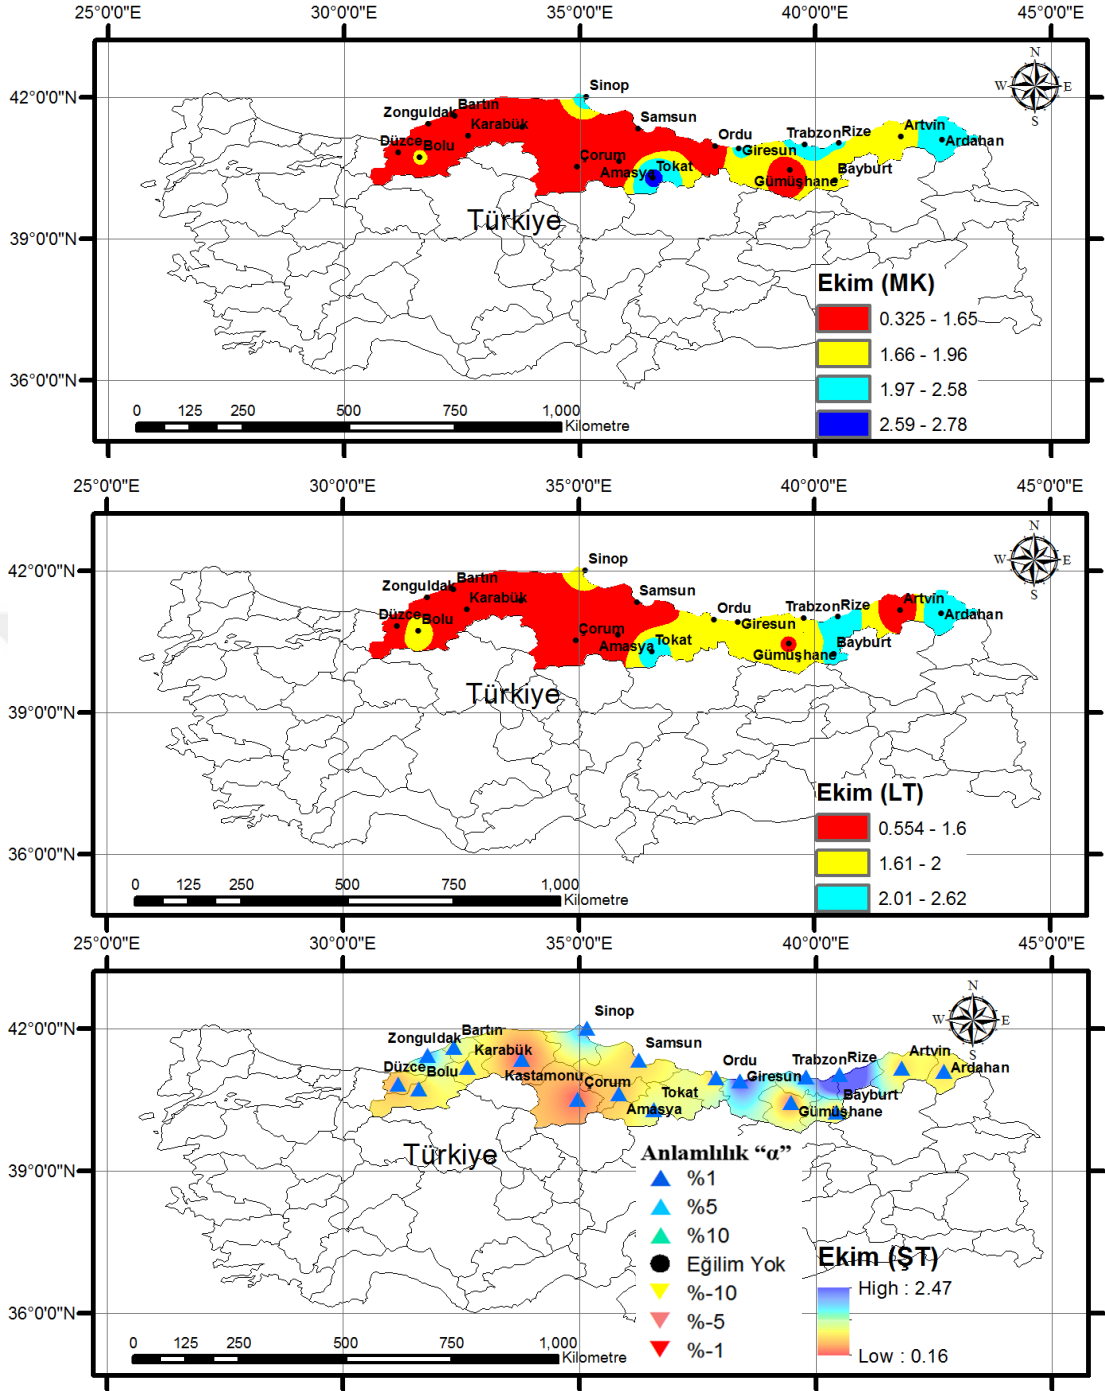 25°0'0"E 30°0'0"E 35°0'0"E 40°0'0"E 45°0'0"E
N
W E
S
42°0'0"N
39°0'0"N
36°0'0"N
Sinop
Zonguldak Bartın
Karabük
Düzce Bolu
Samsun
Ordu
Trabzon Rize
Artvin
Giresun
Ardahan
Çorum
Amasya Tokat
Gümüşhane
Bayburt
Türkiye
Ekim (MK)
0.325 - 1.65
1.66 - 1.96
1.97 - 2.58
2.59 - 2.78
0 125 250 500 750 1,000
Kilometre
25°0'0"E 30°0'0"E 35°0'0"E 40°0'0"E 45°0'0"E
N
W E
S
42°0'0"N
39°0'0"N
36°0'0"N
Sinop
Zonguldak Bartın
Karabük
Düzce Bolu
Samsun
Ordu
Trabzon Rize
Artvin
Giresun
Ardahan
Çorum
Amasya Tokat
Gümüşhane
Bayburt
Türkiye
Ekim (LT)
0.554 - 1.6
1.61 - 2
2.01 - 2.62
0 125 250 500 750 1,000
Kilometre
25°0'0"E 30°0'0"E 35°0'0"E 40°0'0"E 45°0'0"E
N
W E
S
42°0'0"N
39°0'0"N
36°0'0"N
Sinop
Zonguldak Bartın
Karabük
Düzce Bolu
Kastamonu
Samsun
Ordu
Trabzon Rize
Artvin
Giresun
Ardahan
Çorum
Amasya
Tokat
Gümüşhane
Bayburt
Türkiye
Anlamlılık “α”
%1
%5
%10
Eğilim Yok
%-10
%-5
%-1
Ekim (ŞT)
High : 2.47
Low : 0.16
0 125 250 500 750 1,000
Kilometre